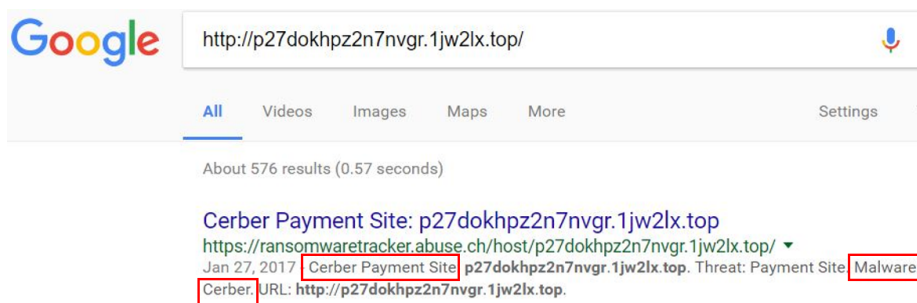 Google
http://p27dokhpz2n7nvgr.1jw2lx.top/
All Videos Images Maps More Settings
About 576 results (0.57 seconds)
Cerber Payment Site: p27dokhpz2n7nvgr.1jw2lx.top
https://ransomwaretracker.abuse.ch/host/p27dokhpz2n7nvgr.1jw2lx.top/
Jan 27, 2017 - Cerber Payment Site: p27dokhpz2n7nvgr.1jw2lx.top. Threat: Payment Site. Malware
Cerber. URL: http://p27dokhpz2n7nvgr.1jw2lx.top.